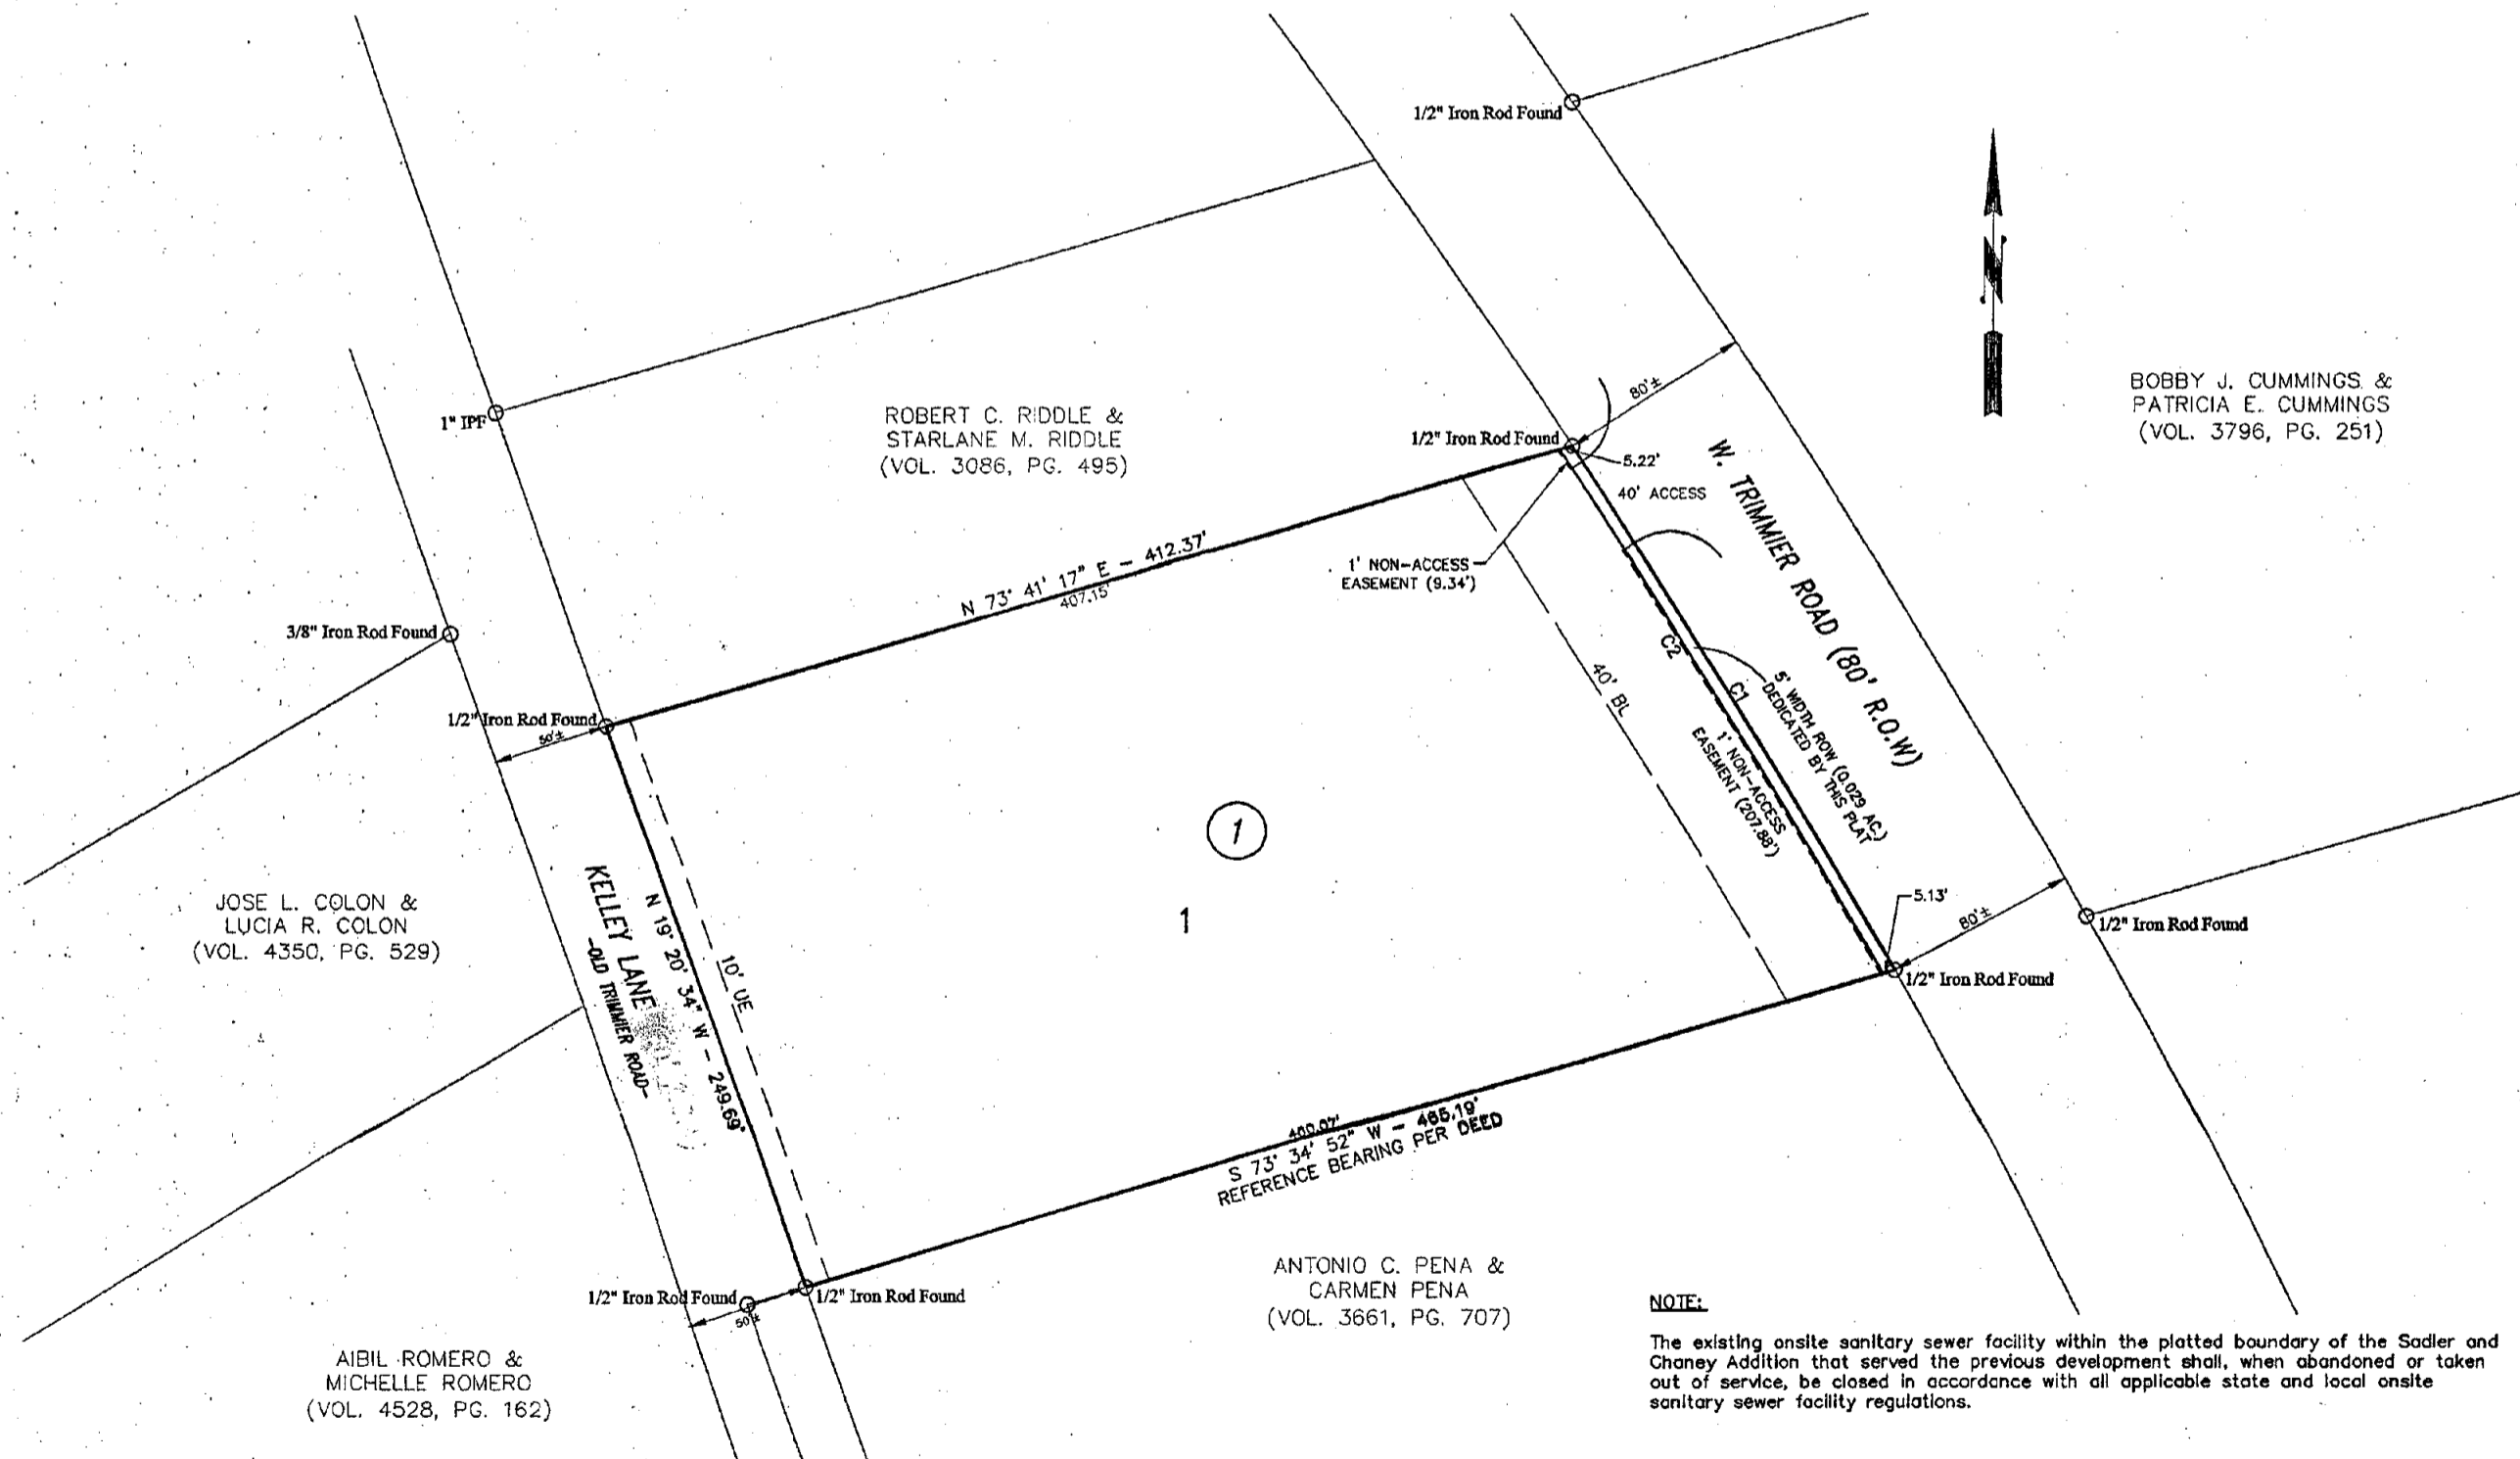 1/2" Iron Rod Found
N
BOBBY J. CUMMINGS &
PATRICIA E. CUMMINGS
(VOL. 3796, PG. 251)
80'±
1" IPF
ROBERT C. RIDDLE &
STARLANE M. RIDDLE
(VOL. 3086, PG. 495)
1/2" Iron Rod Found
5.22'
40' ACCESS
W. TRIMMIER ROAD (80' R.O.W)
1' NON-ACCESS
EASEMENT (9.34')
N 73° 41' 17" E - 412.37'
407.15'
3/8" Iron Rod Found
C2
C1
5' WIDTH ROW (0.029 AC.)
DEDICATED BY THIS PLAT
40' BL
1' NON-ACCESS
EASEMENT (207.88')
1/2" Iron Rod Found
50'±
1
1
JOSE L. COLON &
LUCIA R. COLON
(VOL. 4350, PG. 529)
KELLEY LANE
-OLD TRIMMIER ROAD-
N 19° 20' 34" W - 249.69'
10' UE
5.13'
80'±
1/2" Iron Rod Found
1/2" Iron Rod Found
460.07'
S 73° 34' 52" W - 465.19'
REFERENCE BEARING PER DEED
1/2" Iron Rod Found
1/2" Iron Rod Found
50'±
ANTONIO C. PENA &
CARMEN PENA
(VOL. 3661, PG. 707)
AIBIL ROMERO &
MICHELLE ROMERO
(VOL. 4528, PG. 162)
NOTE:
The existing onsite sanitary sewer facility within the platted boundary of the Sadler and
Chaney Addition that served the previous development shall, when abandoned or taken
out of service, be closed in accordance with all applicable state and local onsite
sanitary sewer facility regulations.